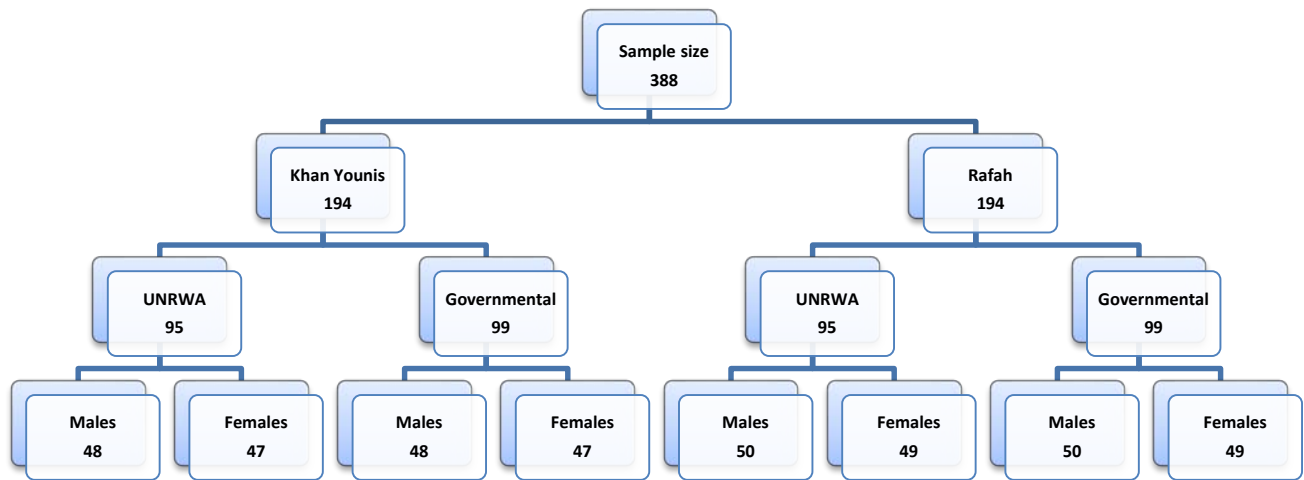 Sample size
388
Khan Younis
194
Rafah
194
UNRWA
95
Governmental
99
UNRWA
95
Governmental
99
Males
48
Females
47
Males
48
Females
47
Males
50
Females
49
Males
50
Females
49